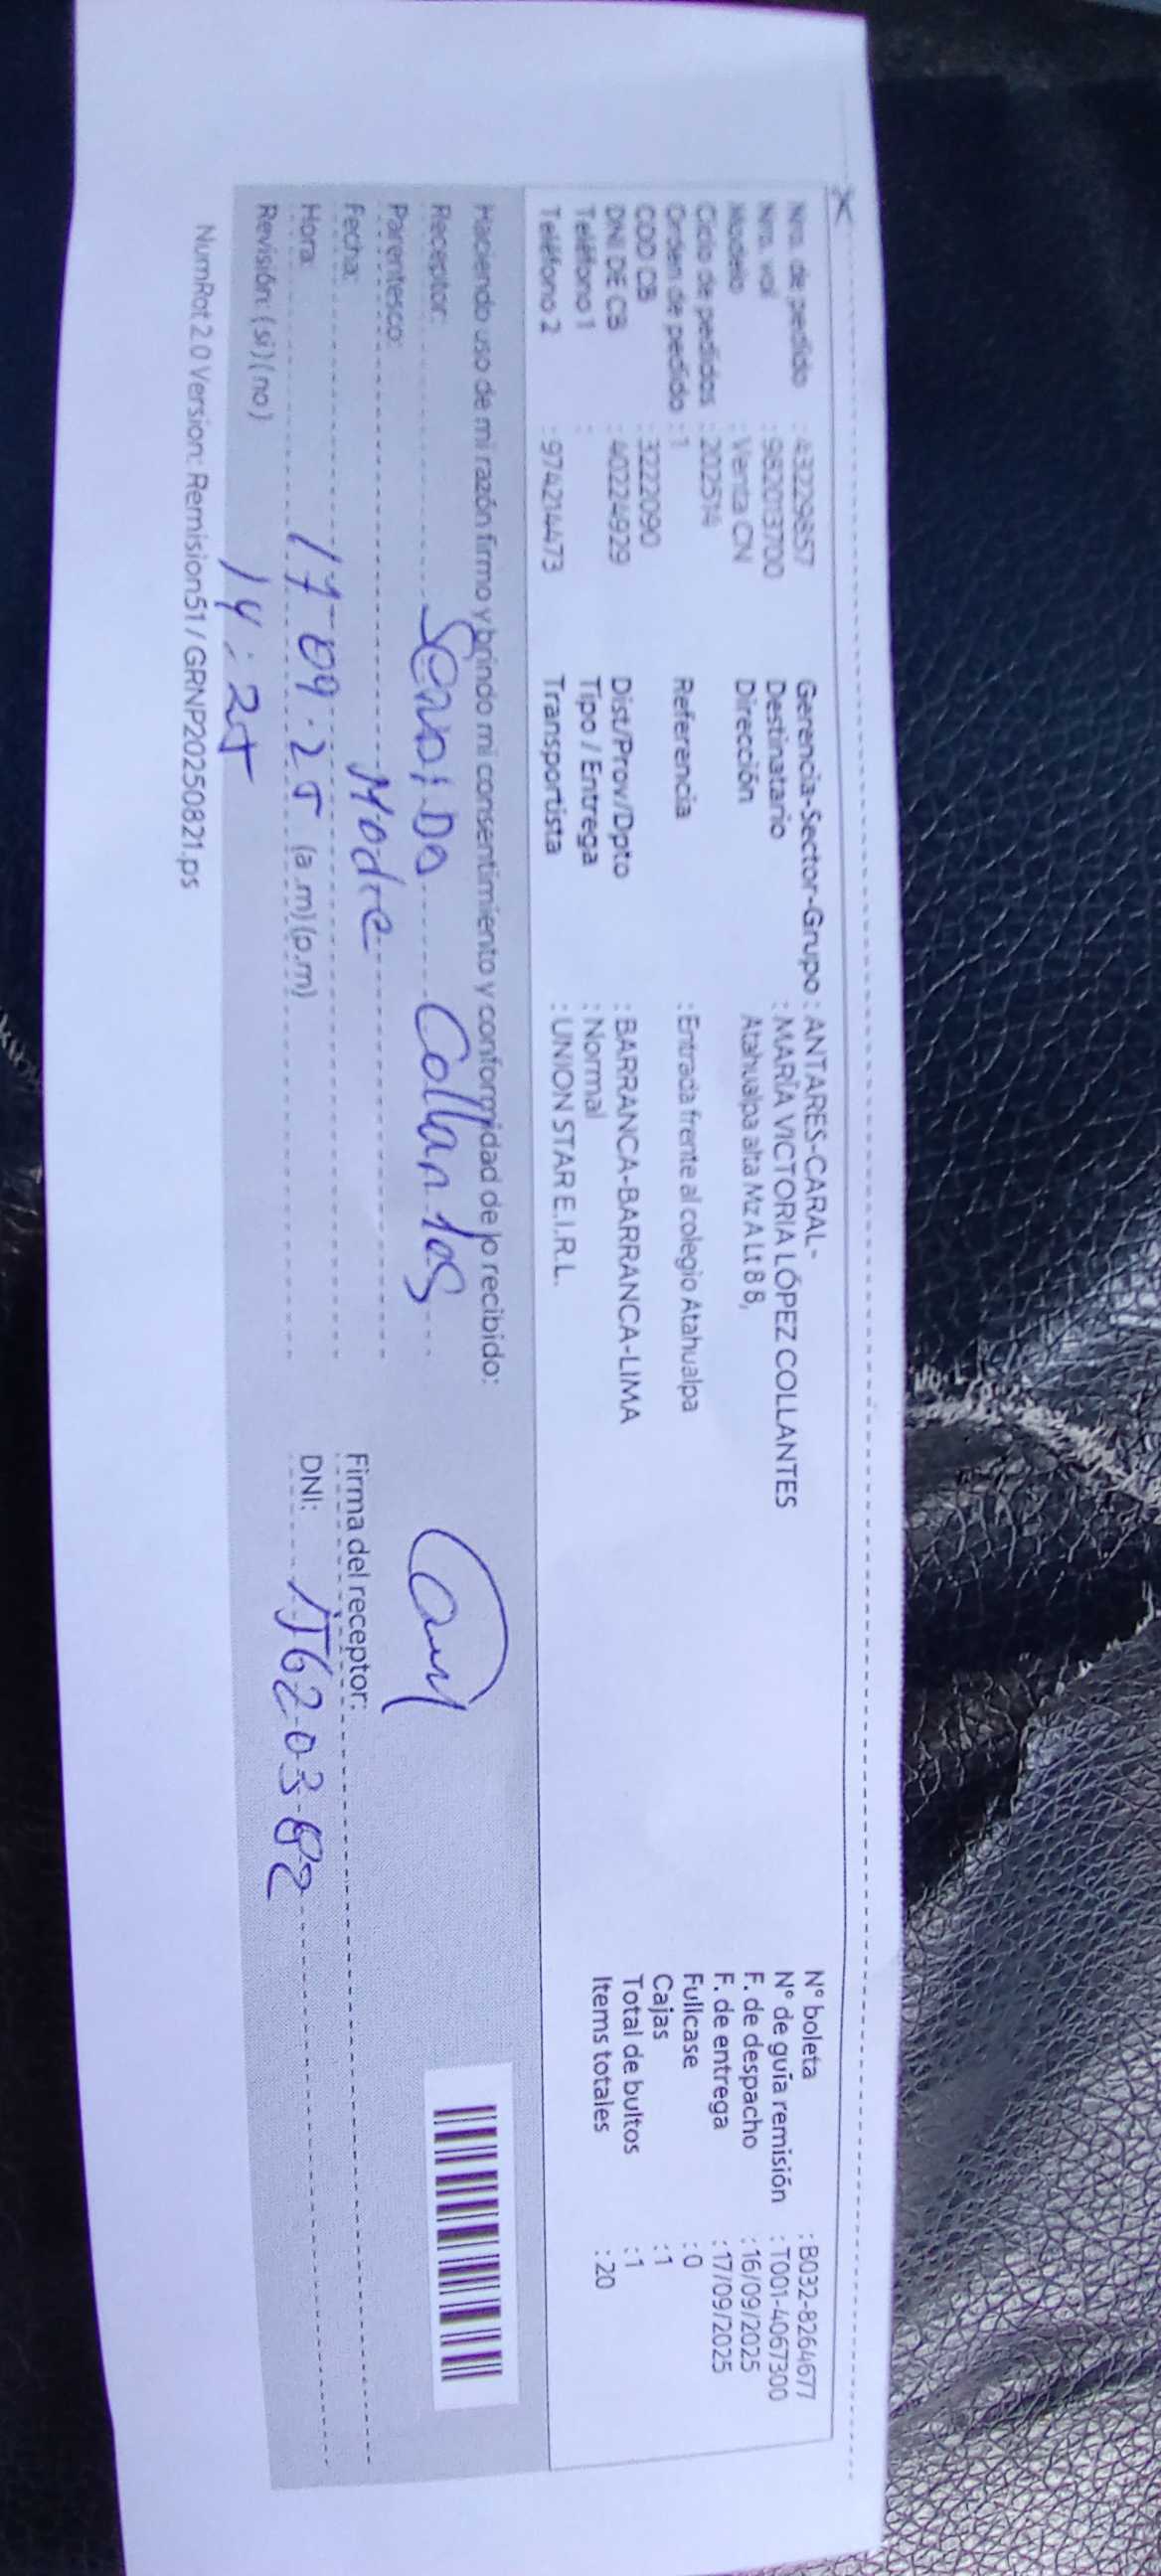 Nro. de pedido : 43229857
Nro. vol : 982013700
Modelo : Venta CN
Ciclo de pedidos : 202514
Orden de pedido : 1
COD CB : 3222090
DNI DE CB : 40224929
Teléfono 1 :
Teléfono 2 : 974214473
Gerencia-Sector-Grupo : ANTARES-CARAL-
Destinatario : MARÍA VICTORIA LÓPEZ COLLANTES
Dirección Atahualpa alta Mz A Lt 8 8,
Referencia : Entrada frente al colegio Atahualpa
Dist/Prov/Dpto : BARRANCA-BARRANCA-LIMA
Tipo / Entrega : Normal
Transportista : UNION STAR E.I.R.L.
N° boleta : B032-8264677
N° de guía remisión : T001-4067300
F. de despacho : 16/09/2025
F. de entrega : 17/09/2025
Fullcase : 0
Cajas : 1
Total de bultos : 1
Items totales : 20
Haciendo uso de mi razón firmo y brindo mi consentimiento y conformidad de lo recibido:
Receptor: Collantes
Parentesco: Madre
Fecha: 17-09-25
Hora: 14:25 (a.m) (p.m)
Revisión: (si) (no)
Firma del receptor:
DNI: 15620382
NumRot 2.0 Version: Remision51 / GRNP20250821.ps